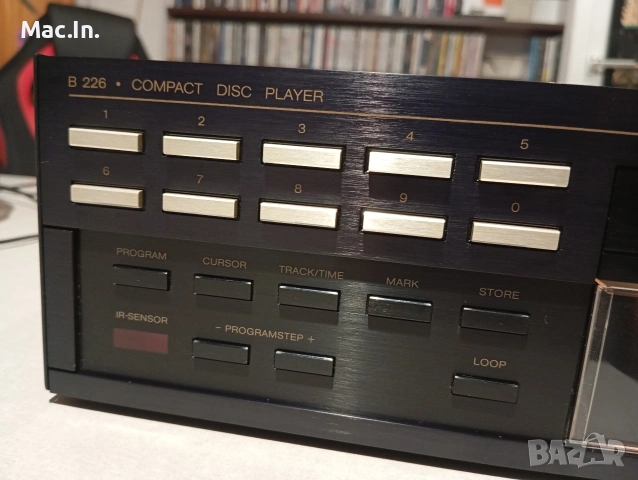 Mac.In.
B 226 • COMPACT DISC PLAYER
1 2 3 4 5
6 7 8 9 0
PROGRAM CURSOR TRACK/TIME MARK STORE
IR-SENSOR - PROGRAMSTEP +
LOOP
BAZAR